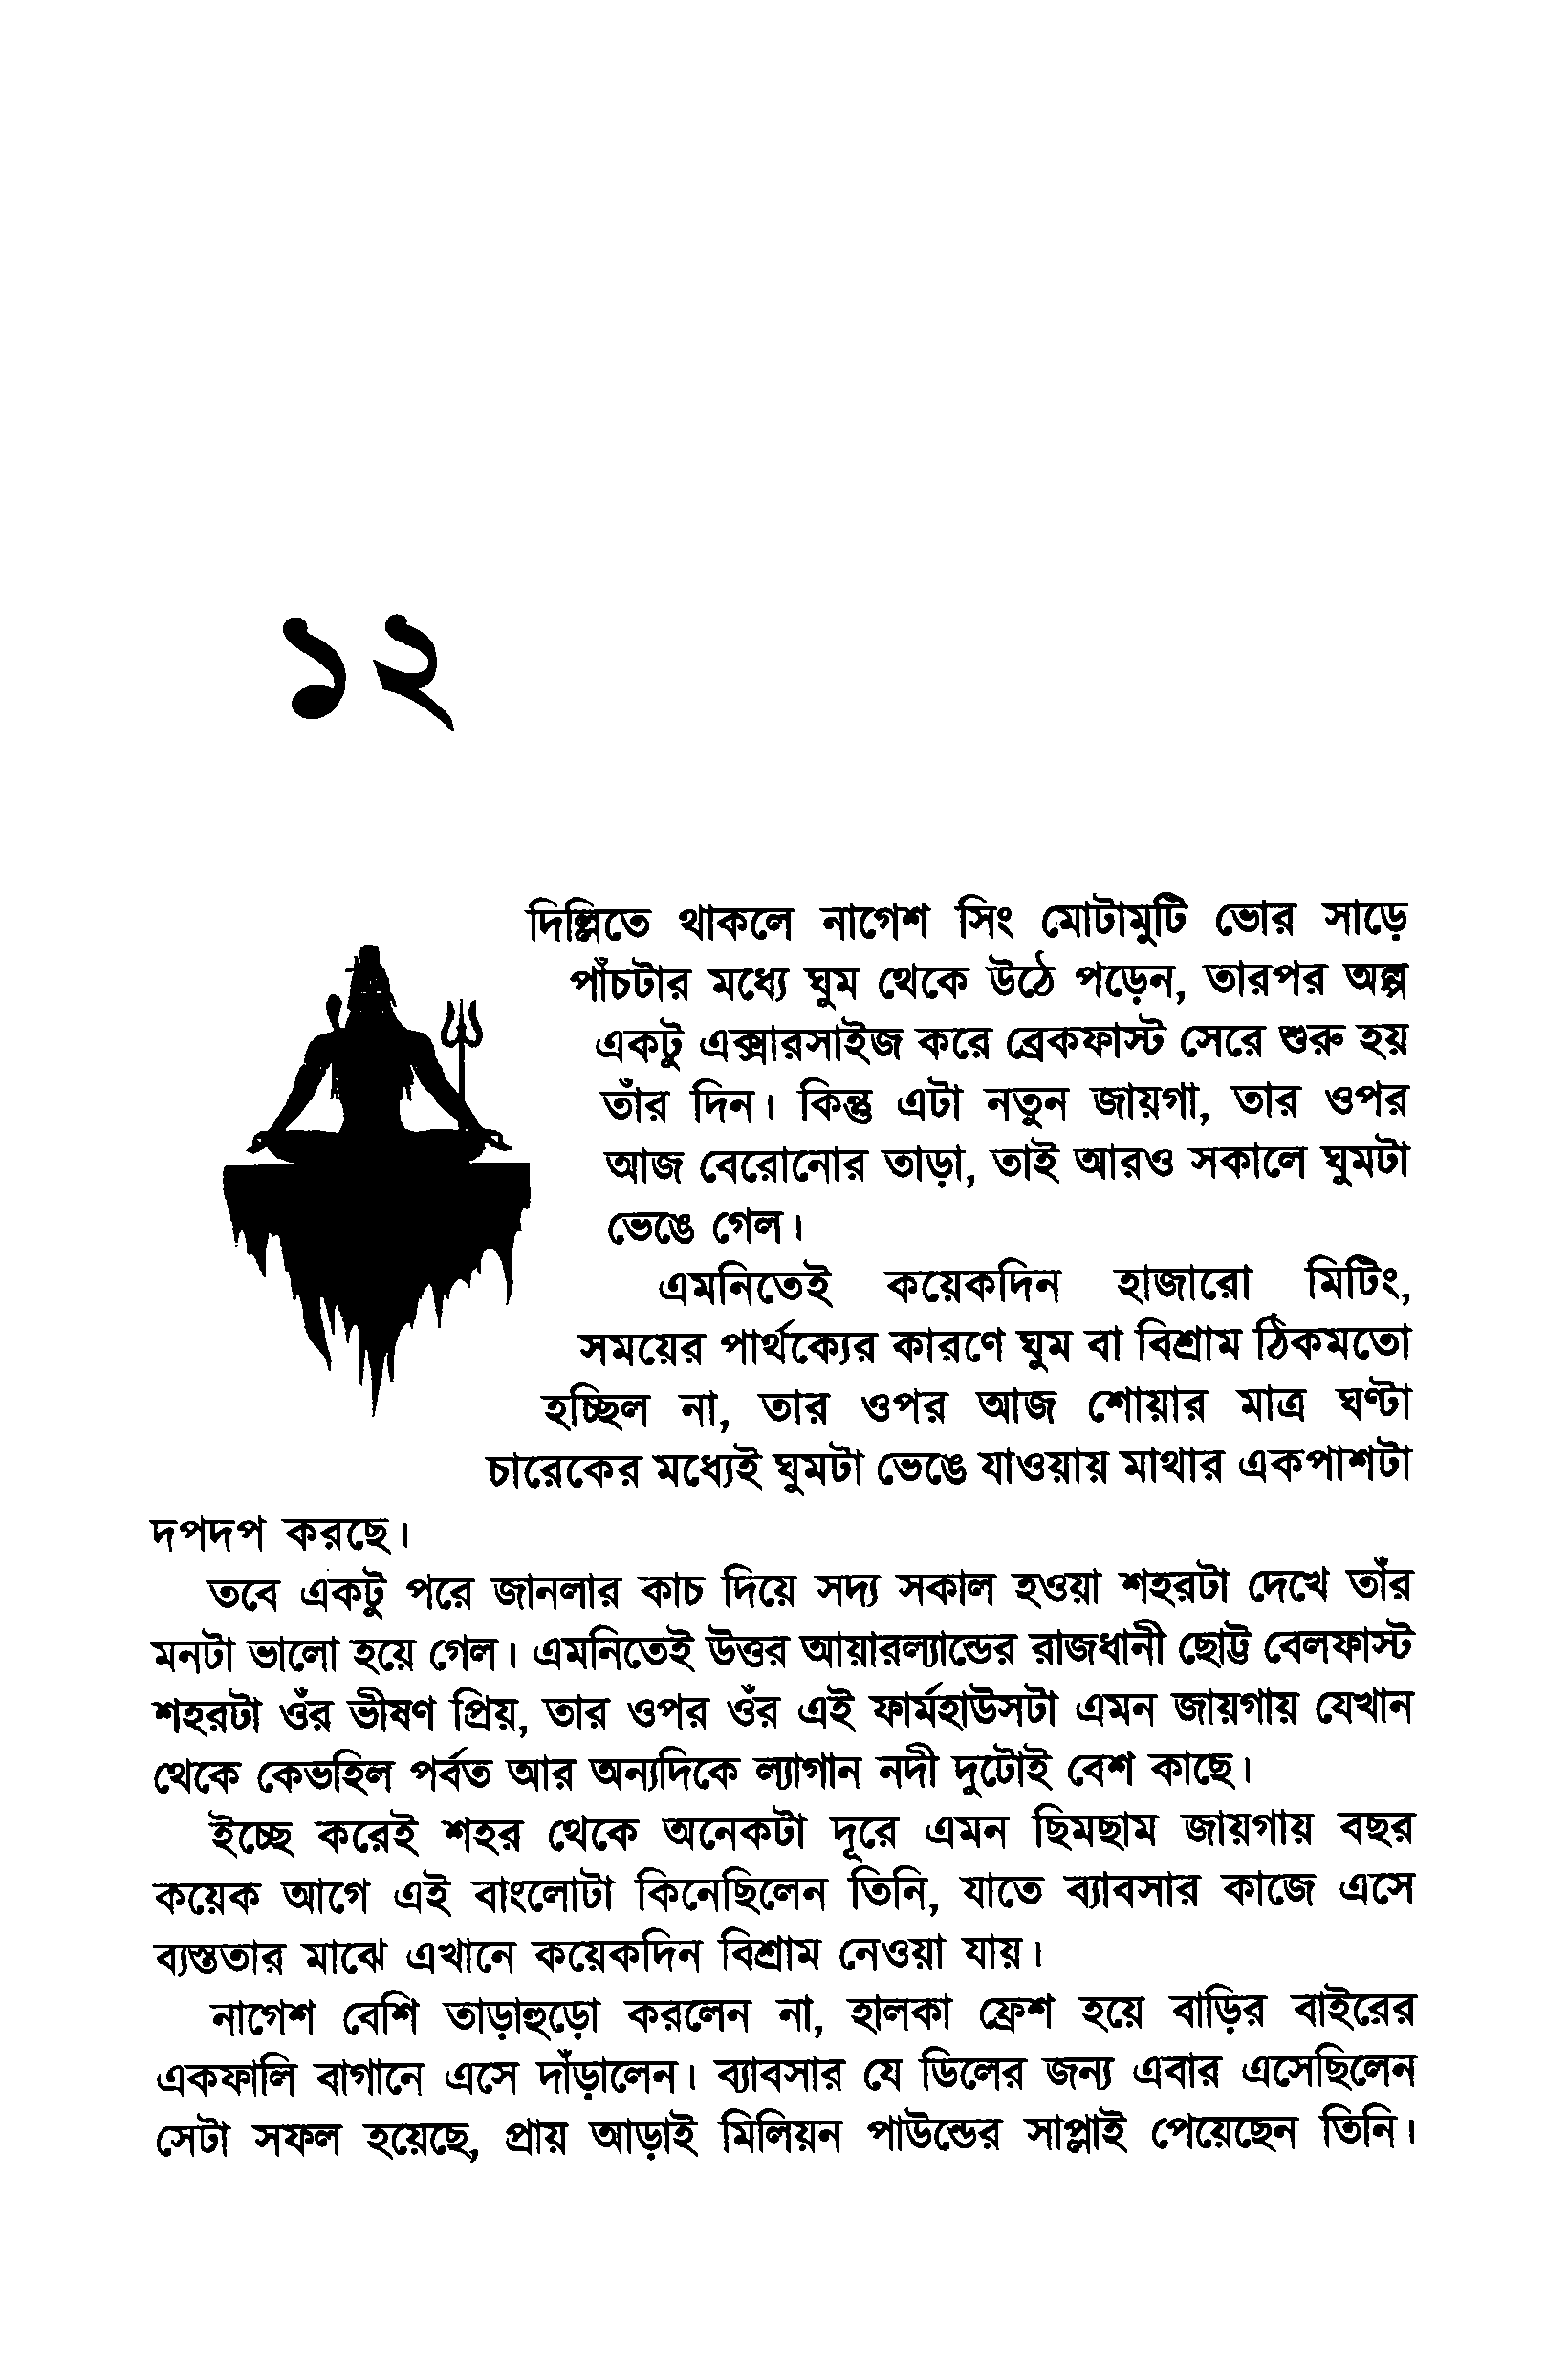 ১২
দিল্লিতে থাকলে নাগেশ সিং মোটামুটি ভোর সাড়ে
পাঁচটার মধ্যে ঘুম থেকে উঠে পড়েন, তারপর অল্প
একটু এক্সারসাইজ করে ব্রেকফাস্ট সেরে শুরু হয়
তাঁর দিন। কিন্তু এটা নতুন জায়গা, তার ওপর
আজ বেরোনোর তাড়া, তাই আরও সকালে ঘুমটা
ভেঙে গেল।
এমনিতেই কয়েকদিন হাজারো মিটিং,
সময়ের পার্থক্যের কারণে ঘুম বা বিশ্রাম ঠিকমতো
হচ্ছিল না, তার ওপর আজ শোয়ার মাত্র ঘণ্টা
চারেকের মধ্যেই ঘুমটা ভেঙে যাওয়ায় মাথার একপাশটা
দপদপ করছে।
তবে একটু পরে জানলার কাচ দিয়ে সদ্য সকাল হওয়া শহরটা দেখে তাঁর
মনটা ভালো হয়ে গেল। এমনিতেই উত্তর আয়ারল্যান্ডের রাজধানী ছোট্ট বেলফাস্ট
শহরটা ওঁর ভীষণ প্রিয়, তার ওপর ওঁর এই ফার্মহাউসটা এমন জায়গায় যেখান
থেকে কেভহিল পর্বত আর অন্যদিকে ল্যাগান নদী দুটোই বেশ কাছে।
ইচ্ছে করেই শহর থেকে অনেকটা দূরে এমন ছিমছাম জায়গায় বছর
কয়েক আগে এই বাংলোটা কিনেছিলেন তিনি, যাতে ব্যাবসার কাজে এসে
ব্যস্ততার মাঝে এখানে কয়েকদিন বিশ্রাম নেওয়া যায়।
নাগেশ বেশি তাড়াহুড়ো করলেন না, হালকা ফ্রেশ হয়ে বাড়ির বাইরের
একফালি বাগানে এসে দাঁড়ালেন। ব্যাবসার যে ডিলের জন্য এবার এসেছিলেন
সেটা সফল হয়েছে, প্রায় আড়াই মিলিয়ন পাউন্ডের সাপ্লাই পেয়েছেন তিনি।